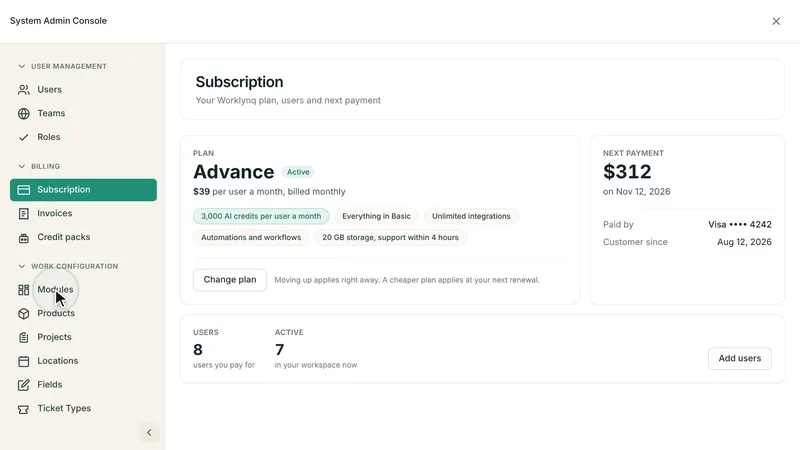 System Admin Console
USER MANAGEMENT
Users
Teams
Roles
BILLING
Subscription
Invoices
Credit packs
WORK CONFIGURATION
Modules
Products
Projects
Locations
Fields
Ticket Types
Subscription
Your Worklynq plan, users and next payment
PLAN
Advance Active
$39 per user a month, billed monthly
3,000 AI credits per user a month Everything in Basic Unlimited integrations
Automations and workflows 20 GB storage, support within 4 hours
Change plan Moving up applies right away. A cheaper plan applies at your next renewal.
NEXT PAYMENT
$312
on Nov 12, 2026
Paid by Visa •••• 4242
Customer since Aug 12, 2026
USERS ACTIVE
8 7
users you pay for in your workspace now
Add users